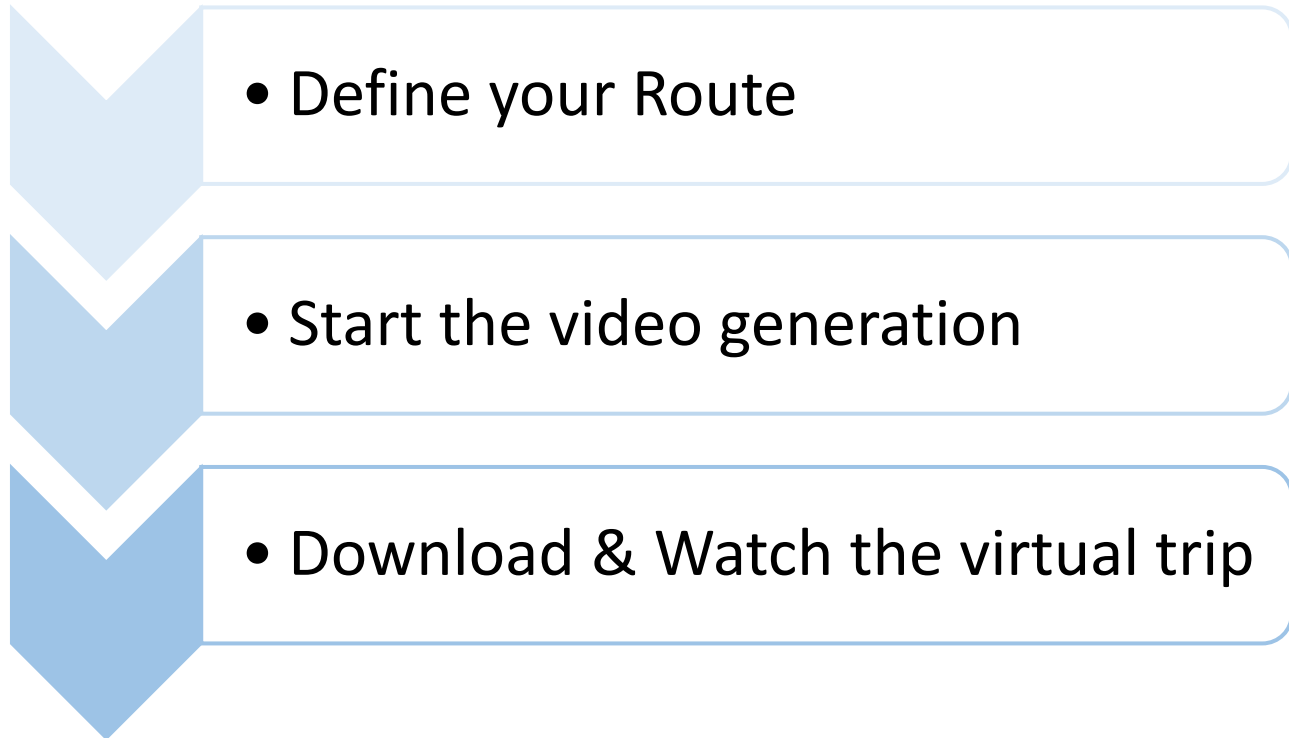 • Define your Route
• Start the video generation
• Download & Watch the virtual trip